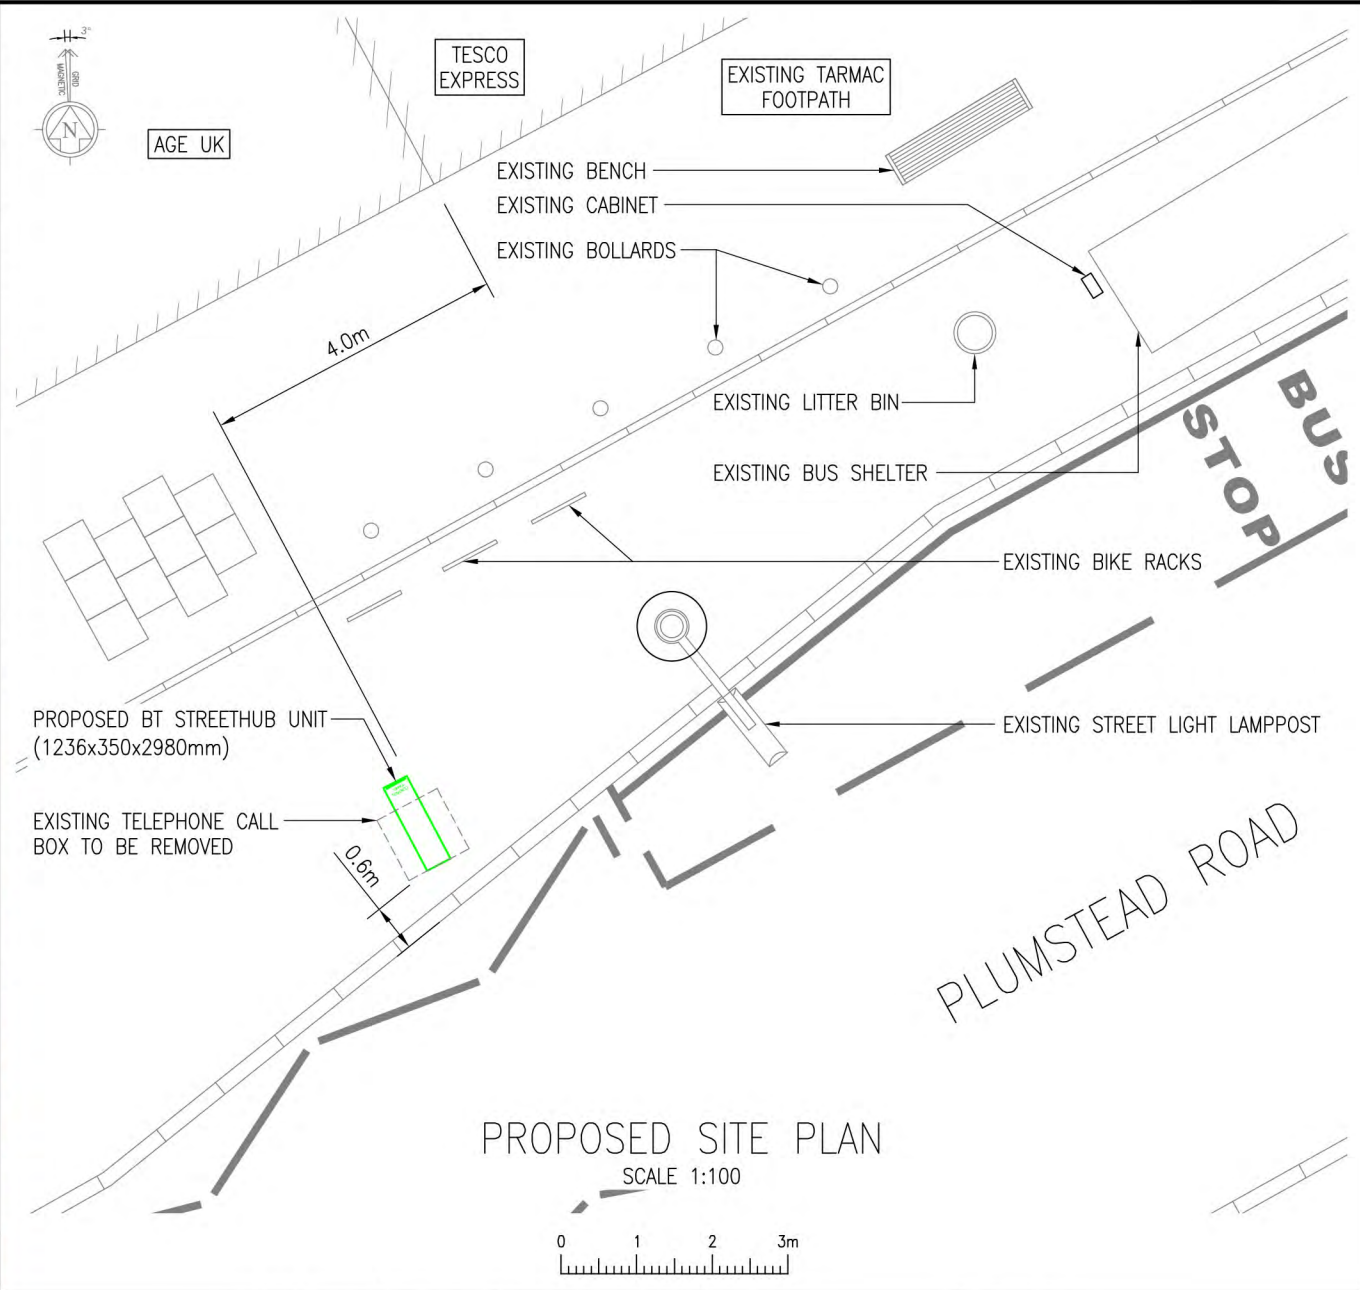 3°
MAGNETIC
GRID
N
AGE UK
TESCO
EXPRESS
EXISTING TARMAC
FOOTPATH
EXISTING BENCH
EXISTING CABINET
EXISTING BOLLARDS
4.0m
EXISTING LITTER BIN
EXISTING BUS SHELTER
BUS
STOP
EXISTING BIKE RACKS
PROPOSED BT STREETHUB UNIT
(1236x350x2980mm)
EXISTING STREET LIGHT LAMPPOST
EXISTING TELEPHONE CALL
BOX TO BE REMOVED
0.6m
PLUMSTEAD ROAD
PROPOSED SITE PLAN
SCALE 1:100
0 1 2 3m